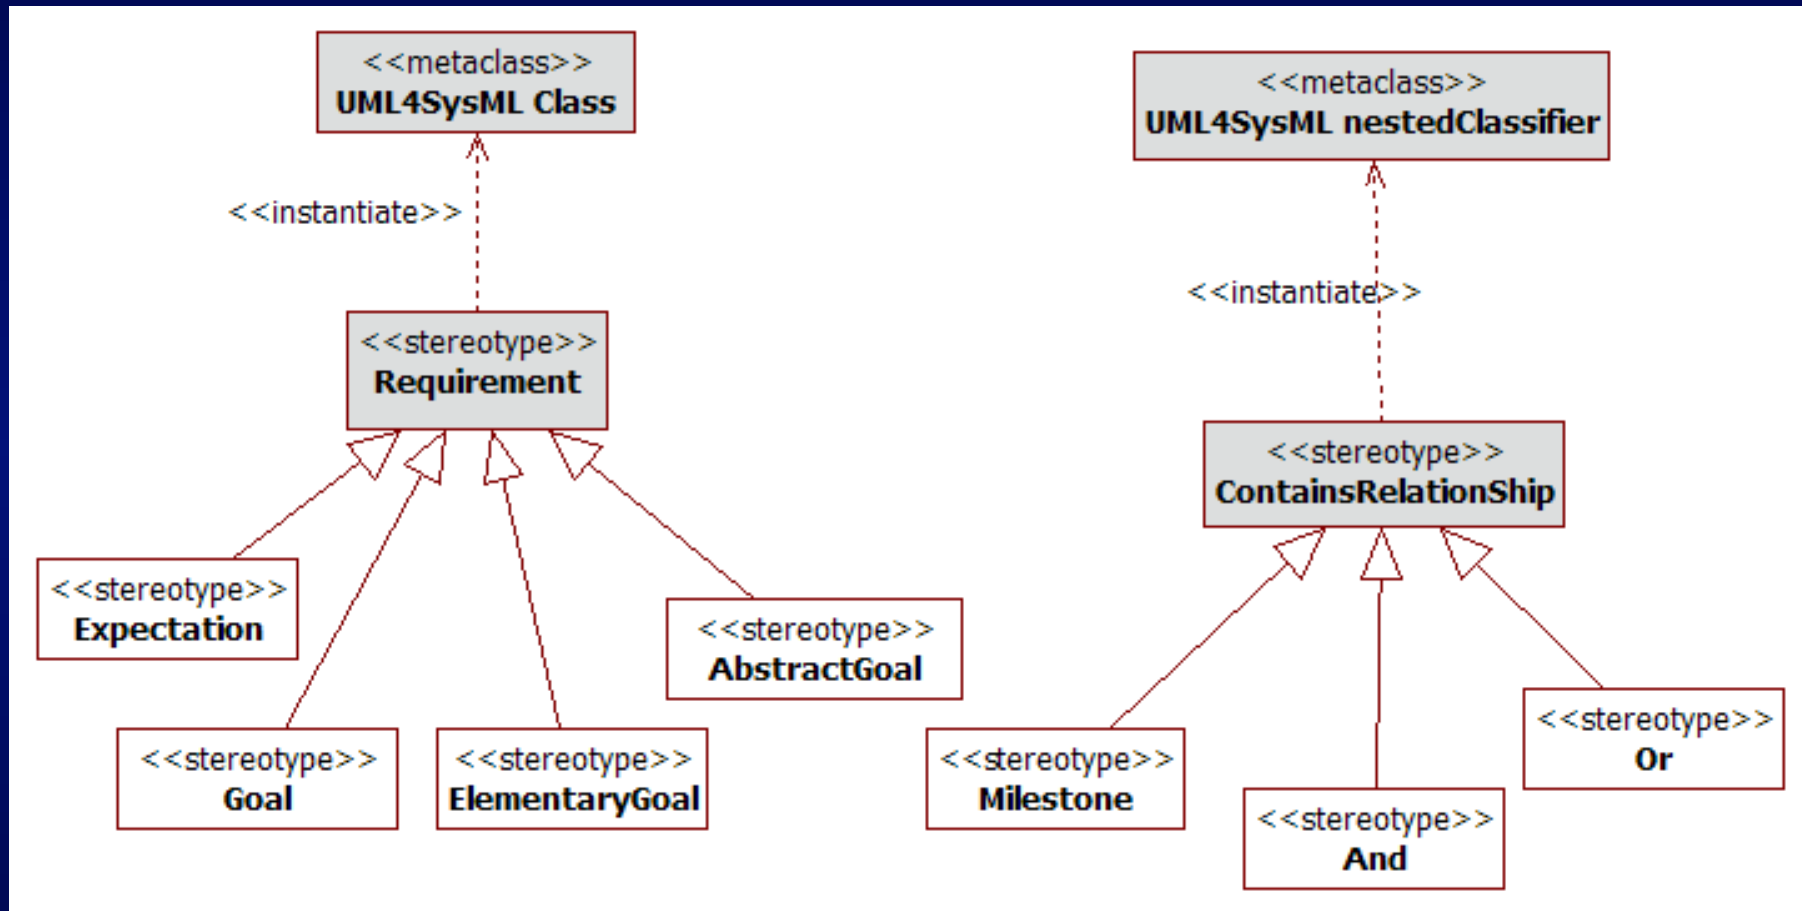 <<metaclass>>
UML4SysML Class
<<instantiate>>
<<stereotype>>
Requirement
<<stereotype>>
Expectation
<<stereotype>>
Goal
<<stereotype>>
ElementaryGoal
<<stereotype>>
AbstractGoal
<<metaclass>>
UML4SysML nestedClassifier
<<instantiate>>
<<stereotype>>
ContainsRelationShip
<<stereotype>>
Milestone
<<stereotype>>
And
<<stereotype>>
Or